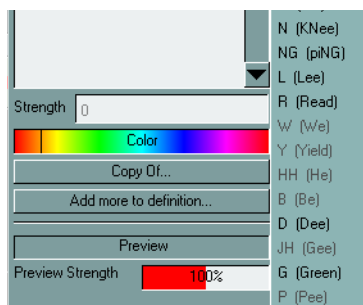 N (KNee)
NG (piNG)
L (Lee)
R (Read)
W (We)
Y (Yield)
HH (He)
B (Be)
D (Dee)
JH (Gee)
G (Green)
P (Pee)
Strength 0
Color
Copy Of...
Add more to definition...
Preview
Preview Strength 100%